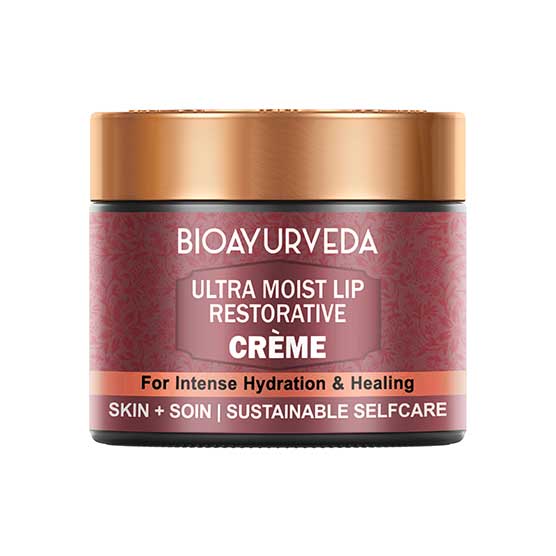 BIOAYURVEDA
ULTRA MOIST LIP
RESTORATIVE
CRÈME
For Intense Hydration & Healing
SKIN + SOIN | SUSTAINABLE SELFCARE